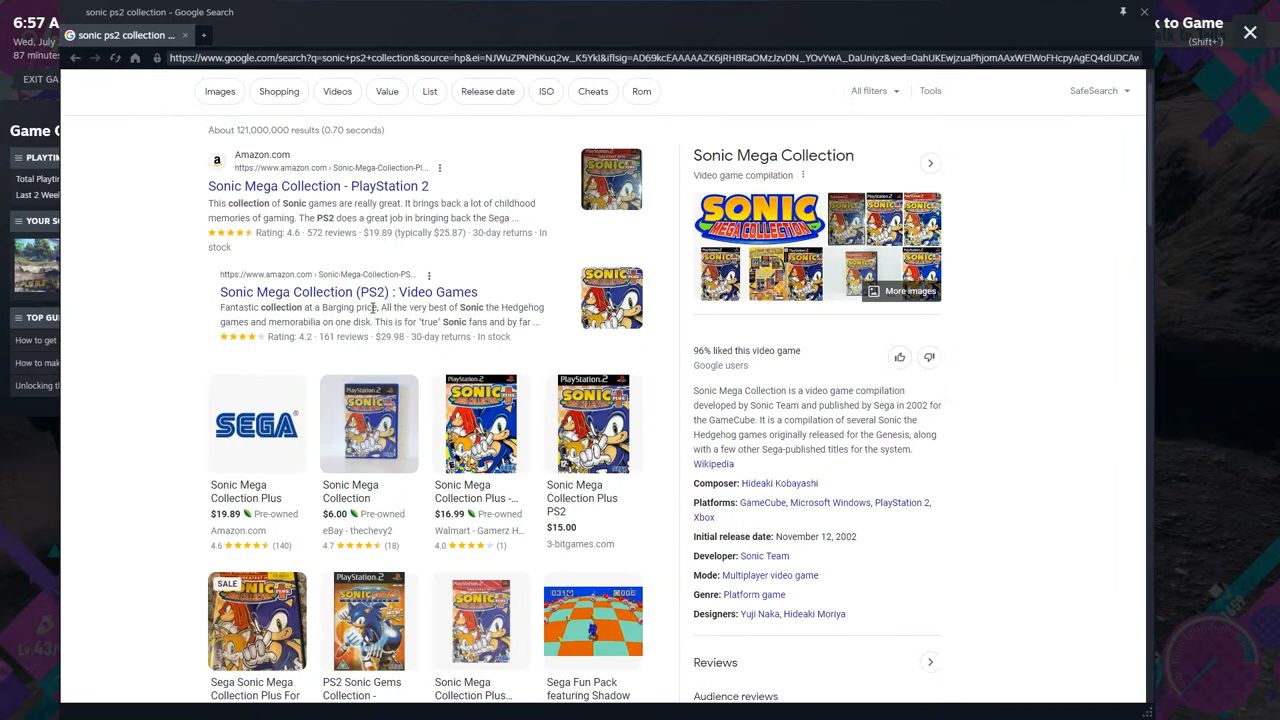 sonic ps2 collection - Google Search
6:57 A
Wed, July
87 minutes
EXIT GAM
k to Game
(Shift+`)
sonic ps2 collection ...
https://www.google.com/search?q=sonic+ps2+collection&source=hp&ei=
Images
Shopping
Videos
Value
List
Release date
ISO
Cheats
Rom
All filters
Tools
SafeSearch
About 121,000,000 results (0.70 seconds)
Amazon.com
https://www.amazon.com › Sonic-Mega-Collection-Pl...
Sonic Mega Collection - PlayStation 2
This collection of Sonic games are really great. It brings back a lot of childhood
memories of gaming. The PS2 does a great job in bringing back the Sega ...
Rating: 4.6 · 572 reviews · $19.89 (typically $25.87) · 30-day returns · In
stock
https://www.amazon.com › Sonic-Mega-Collection-PS...
Sonic Mega Collection (PS2) : Video Games
Fantastic collection at a Barging price, All the very best of Sonic the Hedgehog
games and memorabilia on one disk. This is for "true" Sonic fans and by far ...
Rating: 4.2 · 161 reviews · $29.98 · 30-day returns · In stock
SEGA
Sonic Mega
Collection Plus
$19.89 Pre-owned
Amazon.com
4.6 (140)
PlayStation 2
Sonic Mega
Collection
$6.00 Pre-owned
eBay - thechevy2
4.7 (18)
PlayStation 2
Sonic Mega
Collection Plus -...
$16.99 Pre-owned
Walmart - Gamerz H...
4.0 (1)
PlayStation 2
Sonic Mega
Collection Plus
PS2
$15.00
3-bitgames.com
SALE
Sega Sonic Mega
Collection Plus For
PlayStation 2
PS2 Sonic Gems
Collection -
Sonic Mega
Collection Plus...
Sega Fun Pack
featuring Shadow
Sonic Mega Collection
Video game compilation
SONIC
MEGA COLLECTION
More images
96% liked this video game
Google users
Sonic Mega Collection is a video game compilation
developed by Sonic Team and published by Sega in 2002 for
the GameCube. It is a compilation of several Sonic the
Hedgehog games originally released for the Genesis, along
with a few other Sega-published titles for the system.
Wikipedia
Composer: Hideaki Kobayashi
Platforms: GameCube, Microsoft Windows, PlayStation 2,
Xbox
Initial release date: November 12, 2002
Developer: Sonic Team
Mode: Multiplayer video game
Genre: Platform game
Designers: Yuji Naka, Hideaki Moriya
Reviews
Audience reviews
Game O
PLAYTIM
Total Playtim
Last 2 Week
YOUR S
TOP GUI
How to get
How to mak
Unlocking th
Lv.43